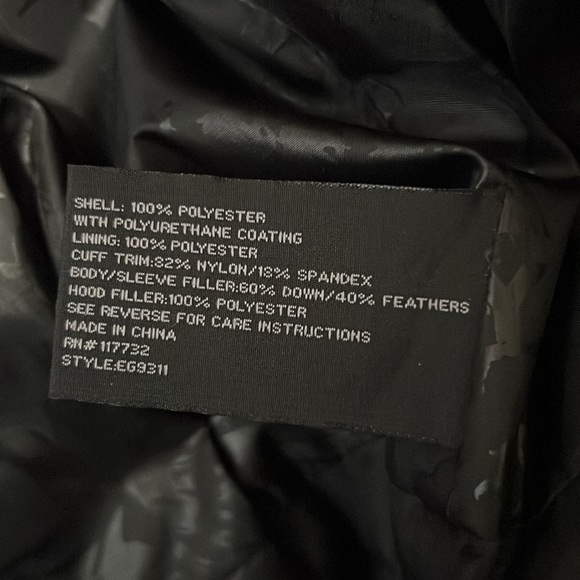 SHELL: 100% POLYESTER
WITH POLYURETHANE COATING
LINING: 100% POLYESTER
CUFF TRIM:82% NYLON/18% SPANDEX
BODY/SLEEVE FILLER:60% DOWN/40% FEATHERS
HOOD FILLER:100% POLYESTER
SEE REVERSE FOR CARE INSTRUCTIONS
MADE IN CHINA
RN#117732
STYLE:EG9311